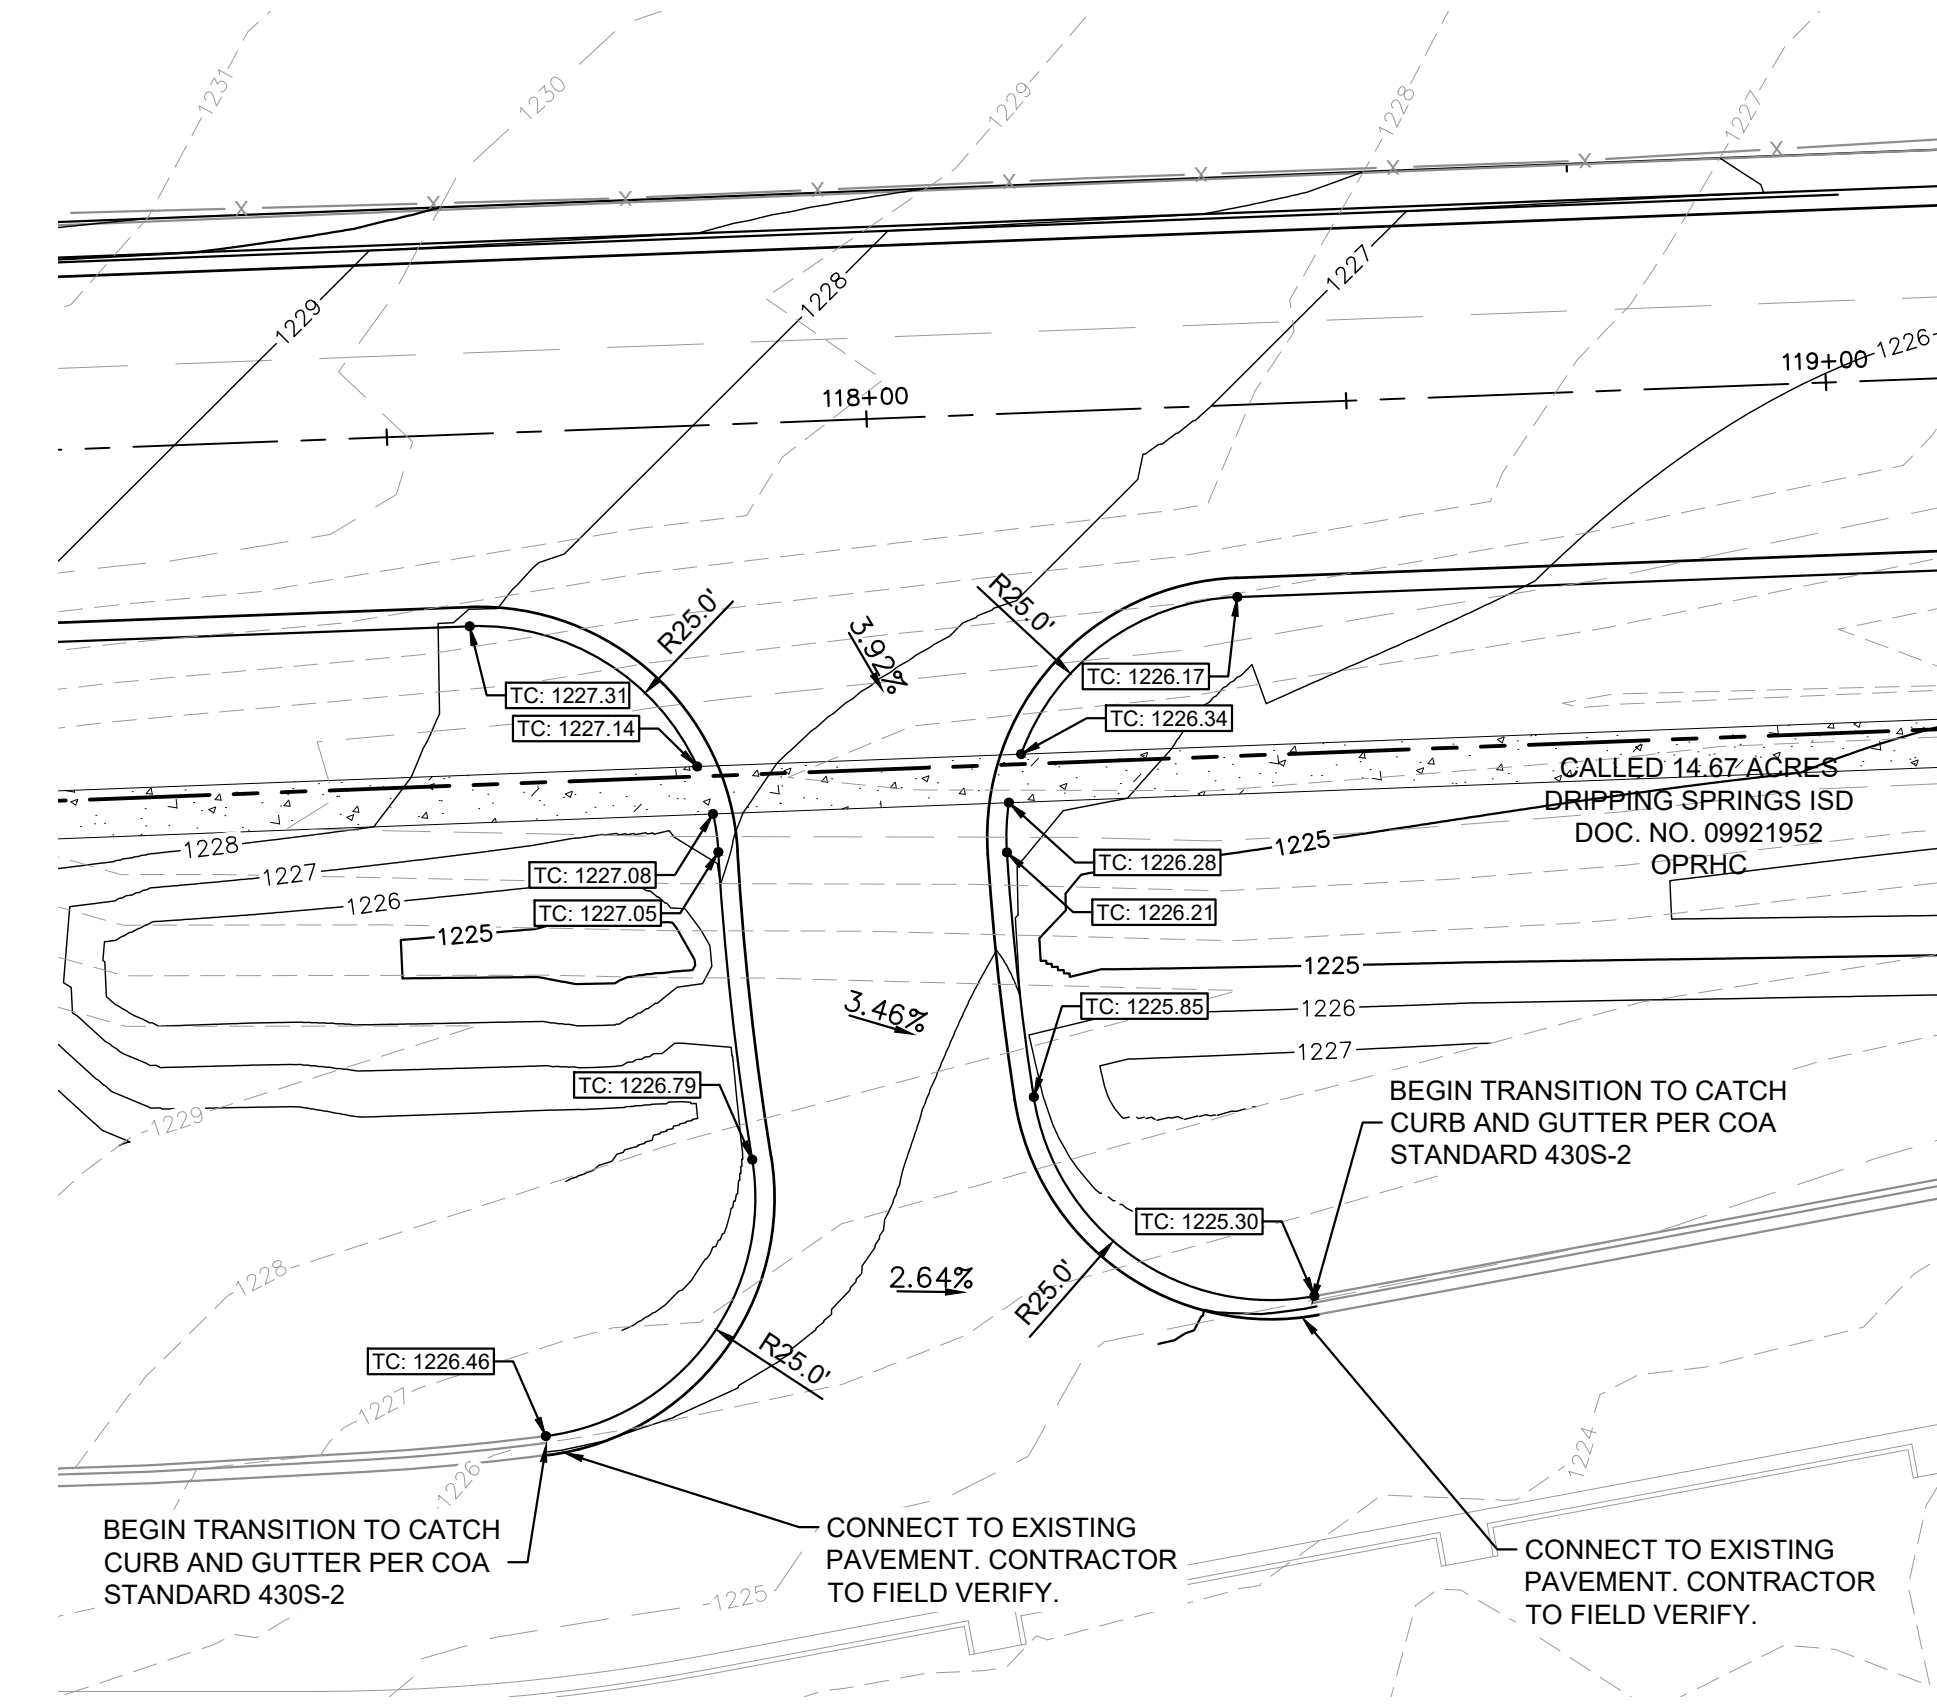 1231
1230
1229
1228
1227
X X X X X X X X X
1229
1228
1227
118+00
119+00
1226
R25.0'
R25.0'
3.92%
TC: 1227.31
TC: 1227.14
TC: 1226.17
TC: 1226.34
CALLED 14.67 ACRES
DRIPPING SPRINGS ISD
DOC. NO. 09921952
OPRHC
1228
1227
1226
1225
TC: 1227.08
TC: 1227.05
TC: 1226.28
TC: 1226.21
1225
1225
1226
1227
3.46%
TC: 1225.85
TC: 1226.79
1229
BEGIN TRANSITION TO CATCH
CURB AND GUTTER PER COA
STANDARD 430S-2
TC: 1225.30
1228
2.64%
R25.0'
R25.0'
TC: 1226.46
1227
1226
1224
BEGIN TRANSITION TO CATCH
CURB AND GUTTER PER COA
STANDARD 430S-2
CONNECT TO EXISTING
PAVEMENT. CONTRACTOR
TO FIELD VERIFY.
1225
CONNECT TO EXISTING
PAVEMENT. CONTRACTOR
TO FIELD VERIFY.